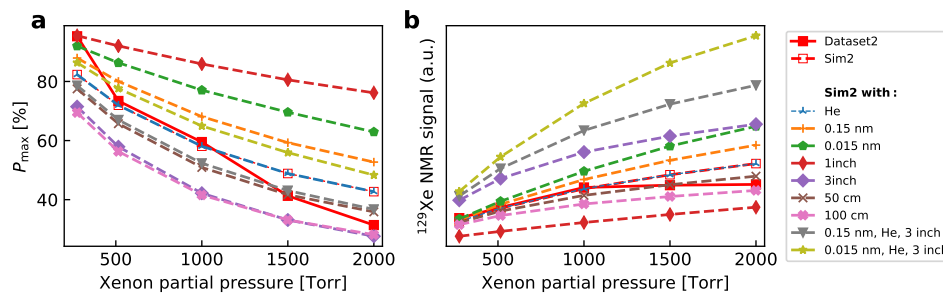 a
80
60
40
P_max [%]
500 1000 1500 2000
Xenon partial pressure [Torr]
b
¹²⁹Xe NMR signal (a.u.)
500 1000 1500 2000
Xenon partial pressure [Torr]
Dataset2
Sim2
Sim2 with :
He
0.15 nm
0.015 nm
1inch
3inch
50 cm
100 cm
0.15 nm, He, 3 inch
0.015 nm, He, 3 inch